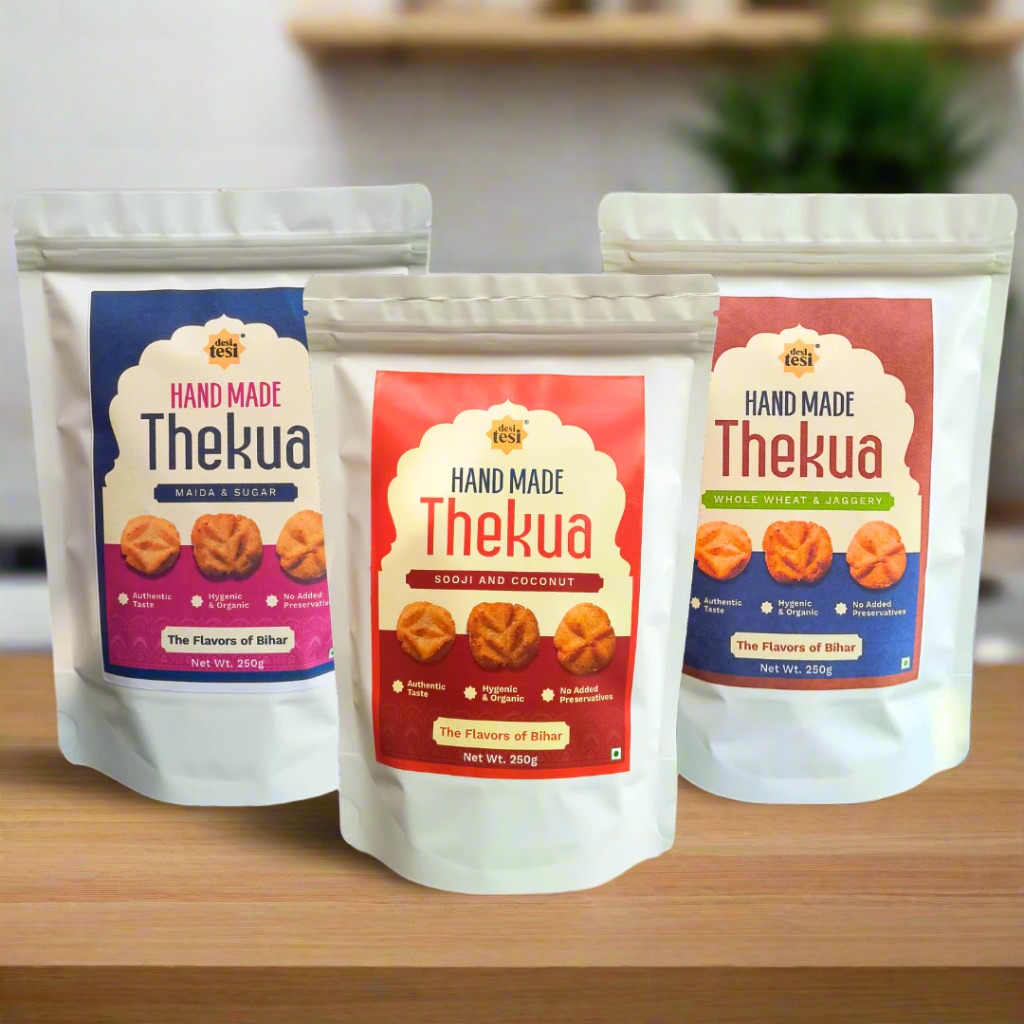 desi
tesi
HAND MADE
Thekua
MAIDA & SUGAR
Authentic
Taste
Hygenic
& Organic
No Added
Preservativ
The Flavors of Bihar
Net Wt. 250g
desi
tesi
HAND MADE
Thekua
SOOJI AND COCONUT
Authentic
Taste
Hygenic
& Organic
No Added
Preservatives
The Flavors of Bihar
Net Wt. 250g
desi
tesi
HAND MADE
Thekua
WHOLE WHEAT & JAGGERY
Authentic
Taste
Hygenic
& Organic
No Added
Preservatives
The Flavors of Bihar
Net Wt. 250g